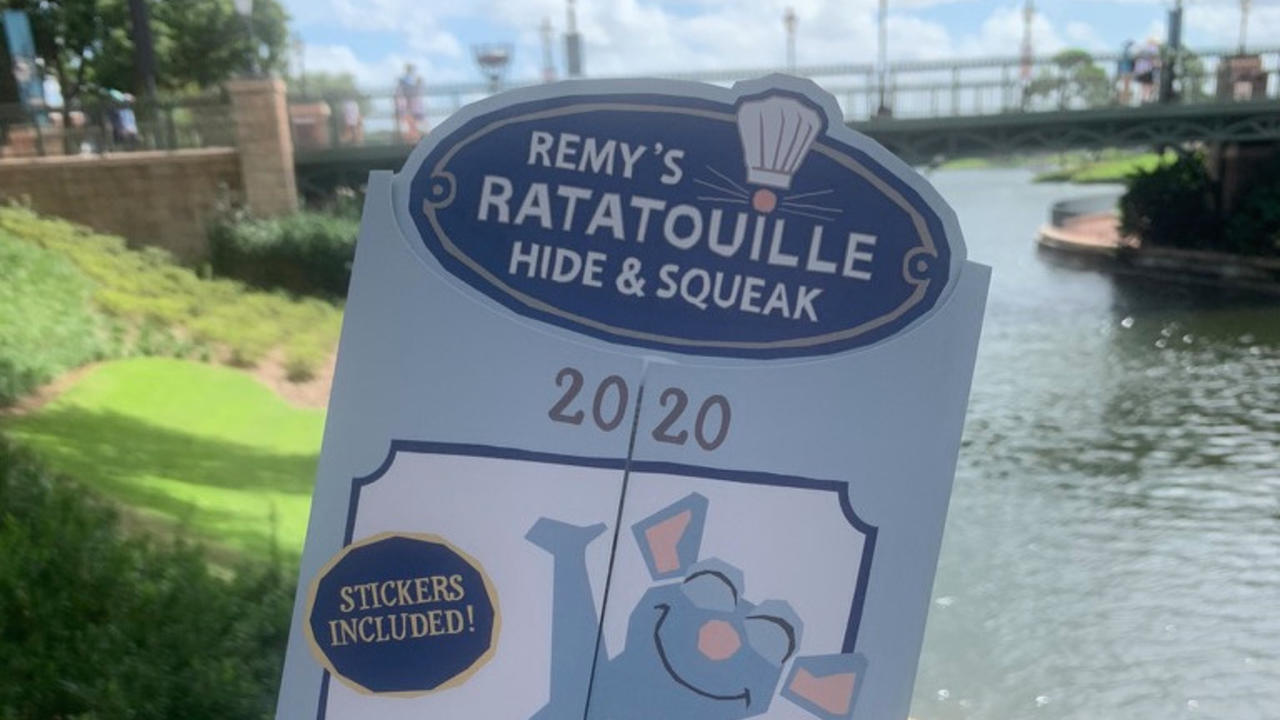 REMY'S
RATATOUILLE
HIDE & SQUEAK
2020
STICKERS
INCLUDED!